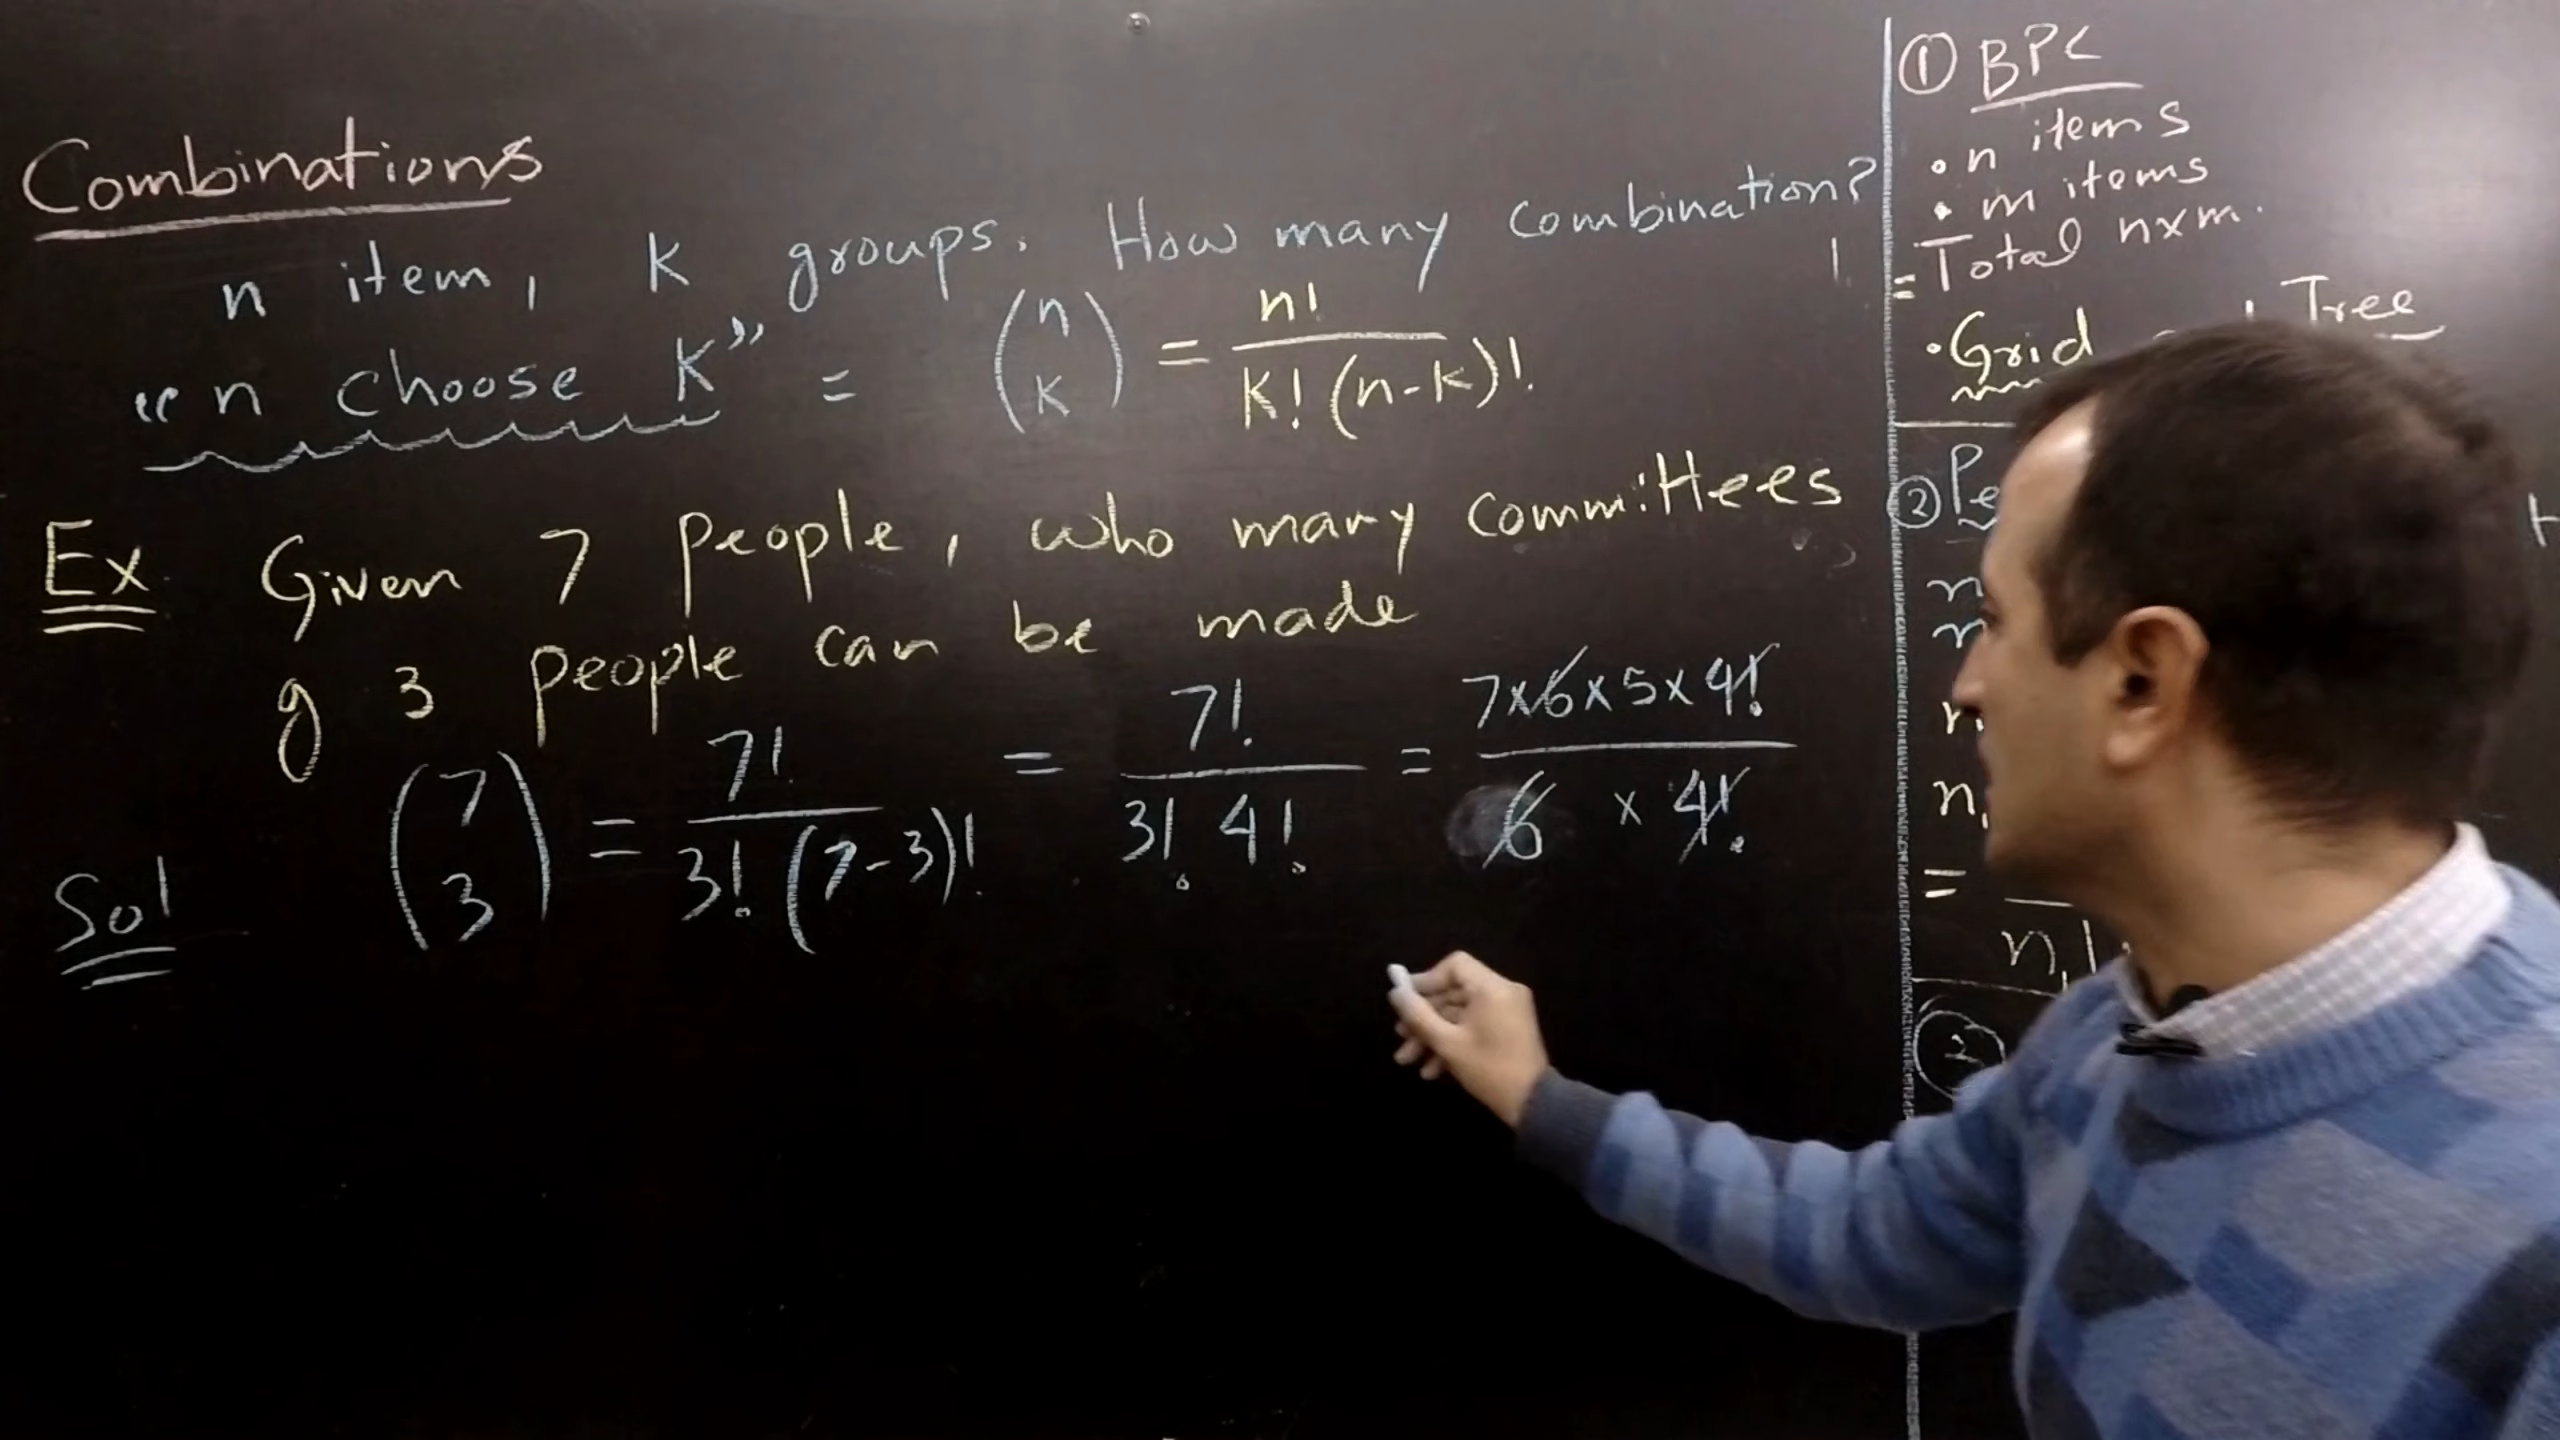 Combinations
n item, K groups. How many combination?
"n choose K" = (n K) = n! / K! (n-k)!
Ex Given 7 people, who many committees
of 3 people can be made
Sol (7 3) = 7! / 3! (7-3)! = 7! / 3! 4! = 7x6x5x4! / 6 x 4!
① BPC
• n items
• m items
= Total nxm.
• Grid Tree
②
n
=
n₁!